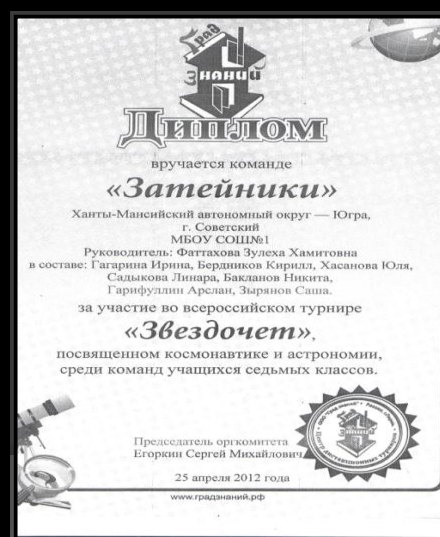 Град
Знаний
Диплом
вручается команде
«Затейники»
Ханты-Мансийский автономный округ — Югра,
г. Советский
МБОУ СОШ№1
Руководитель: Фаттахова Зулеха Хамитовна
в составе: Гагарина Ирина, Бердников Кирилл, Хасанова Юля,
Садыкова Линара, Бакланов Никита,
Гарифуллин Арслан, Зырянов Саша.
за участие во всероссийском турнире
«Звездочет»,
посвященном космонавтике и астрономии,
среди команд учащихся седьмых классов.
Председатель оргкомитета
Егоркин Сергей Михайлович
25 апреля 2012 года
www.градзнаний.рф